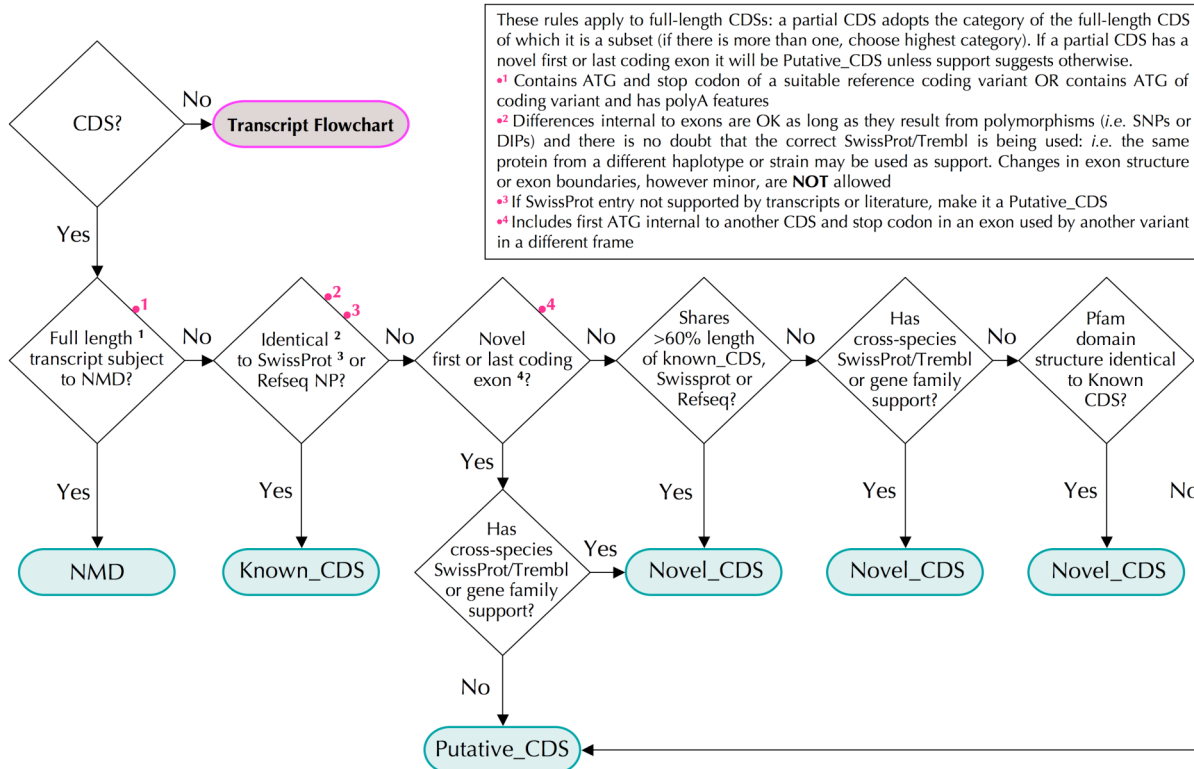 These rules apply to full-length CDSs: a partial CDS adopts the category of the full-length CDS
of which it is a subset (if there is more than one, choose highest category). If a partial CDS has a
novel first or last coding exon it will be Putative_CDS unless support suggests otherwise.
•1 Contains ATG and stop codon of a suitable reference coding variant OR contains ATG of
coding variant and has polyA features
•2 Differences internal to exons are OK as long as they result from polymorphisms (i.e. SNPs or
DIPs) and there is no doubt that the correct SwissProt/Trembl is being used: i.e. the same
protein from a different haplotype or strain may be used as support. Changes in exon structure
or exon boundaries, however minor, are NOT allowed
•3 If SwissProt entry not supported by transcripts or literature, make it a Putative_CDS
•4 Includes first ATG internal to another CDS and stop codon in an exon used by another variant
in a different frame
CDS?
No
Transcript Flowchart
Yes
•1
Full length 1
transcript subject
to NMD?
No
•2
•3
Identical 2
to SwissProt 3 or
Refseq NP?
No
•4
Novel
first or last coding
exon 4?
No
Shares
>60% length
of known_CDS,
Swissprot or
Refseq?
No
Has
cross-species
SwissProt/Trembl
or gene family
support?
No
Pfam
domain
structure identical
to Known
CDS?
Yes
Yes
Yes
Yes
Yes
Yes
No
NMD
Known_CDS
Has
cross-species
SwissProt/Trembl
or gene family
support?
Yes
Novel_CDS
Novel_CDS
Novel_CDS
No
Putative_CDS